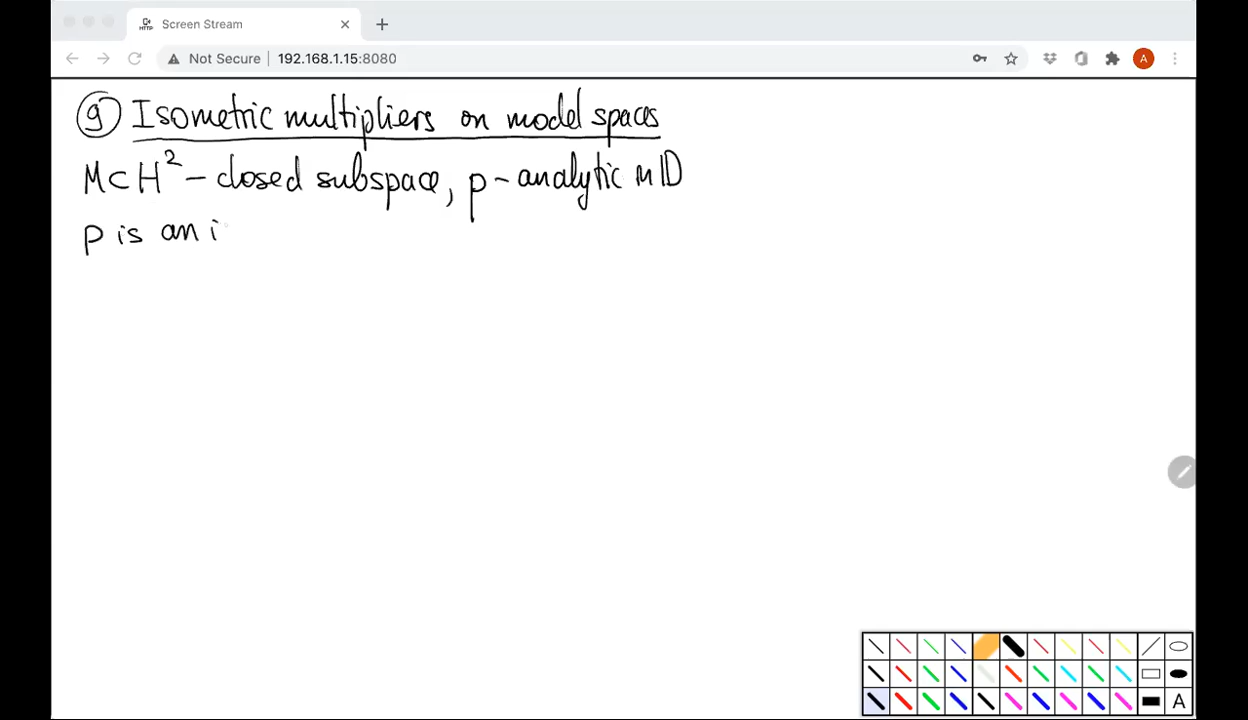 Screen Stream
Not Secure 192.168.1.15:8080
A
9 Isometric multipliers on model spaces
M⊂H² - closed subspace, p - analytic in 𝔻
p is an i
A